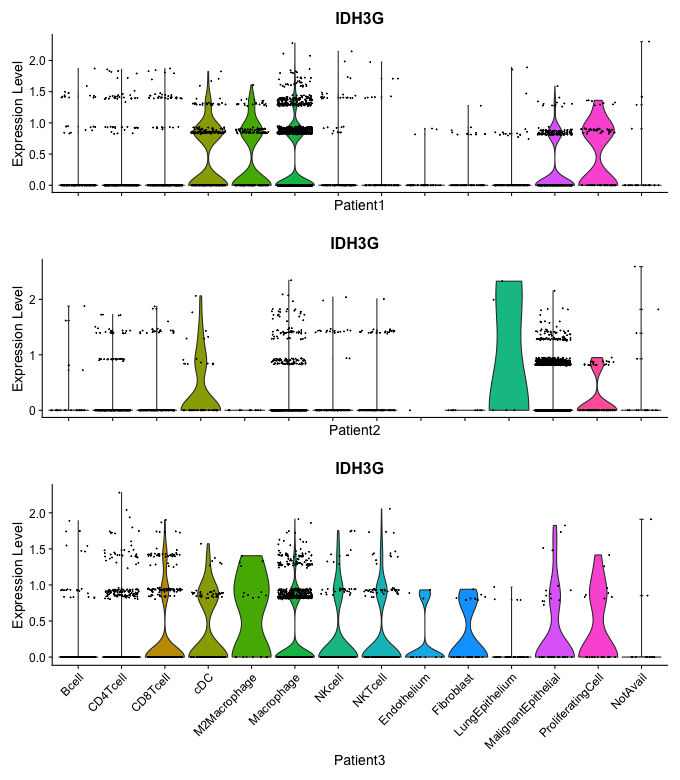 IDH3G
Expression Level
2.0
1.5
1.0
0.5
0.0
Patient1
IDH3G
Expression Level
2
1
0
Patient2
IDH3G
Expression Level
2.0
1.5
1.0
0.5
0.0
Bcell
CD4Tcell
CD8Tcell
cDC
M2Macrophage
Macrophage
NKcell
NKTcell
Endothelium
Fibroblast
LungEpithelium
MalignantEpithelial
ProliferatingCell
NotAvail
Patient3